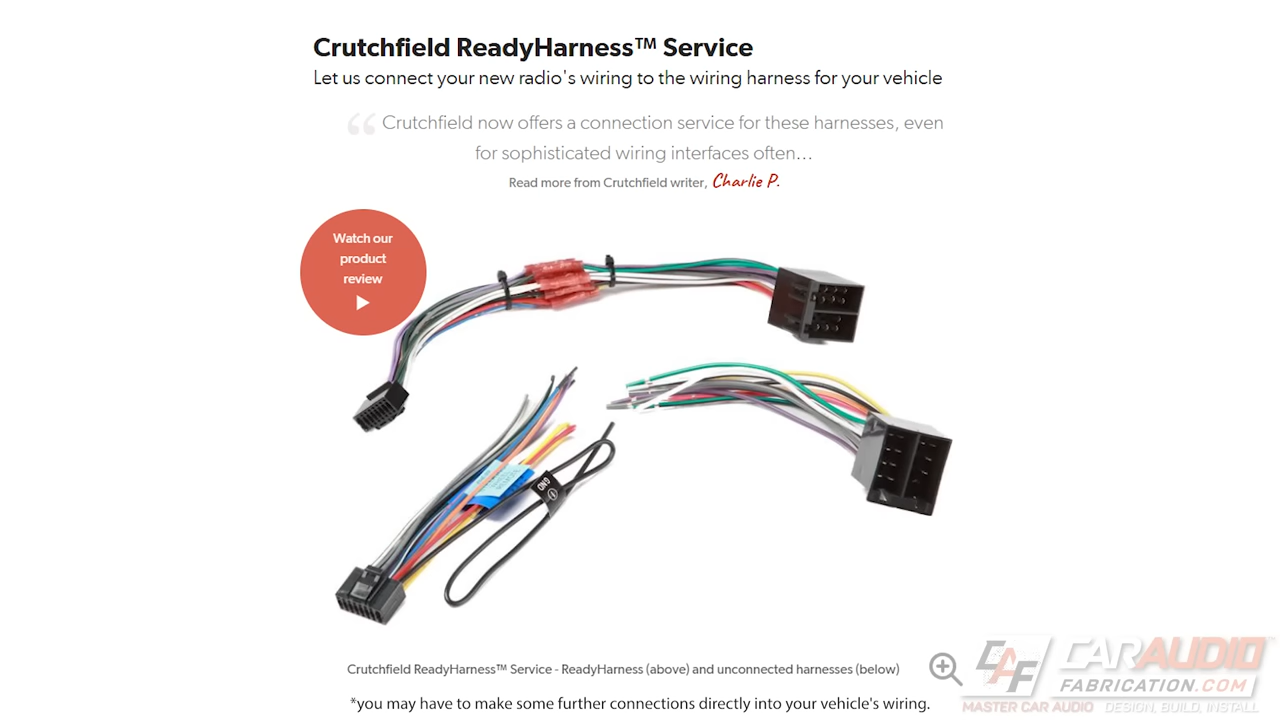 Crutchfield ReadyHarness™ Service
Let us connect your new radio's wiring to the wiring harness for your vehicle
“ Crutchfield now offers a connection service for these harnesses, even
for sophisticated wiring interfaces often...
Read more from Crutchfield writer, Charlie P.
Watch our
product
review
GND
Crutchfield ReadyHarness™ Service - ReadyHarness (above) and unconnected harnesses (below)
*you may have to make some further connections directly into your vehicle's wiring.
CAF
CARAUDIO
FABRICATION.COM
MASTER CAR AUDIO DESIGN, BUILD, INSTALL